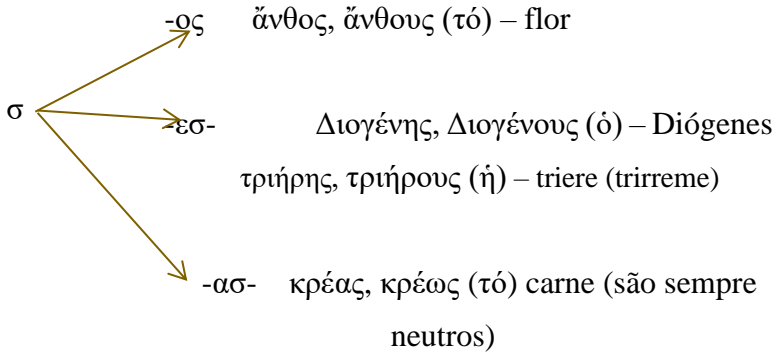 -ος ἄνθος, ἄνθους (τό) – flor
σ
-εσ- Διογένης, Διογένους (ὁ) – Diógenes
τριήρης, τριήρους (ἡ) – triere (trirreme)
-ασ- κρέας, κρέως (τό) carne (são sempre
neutros)